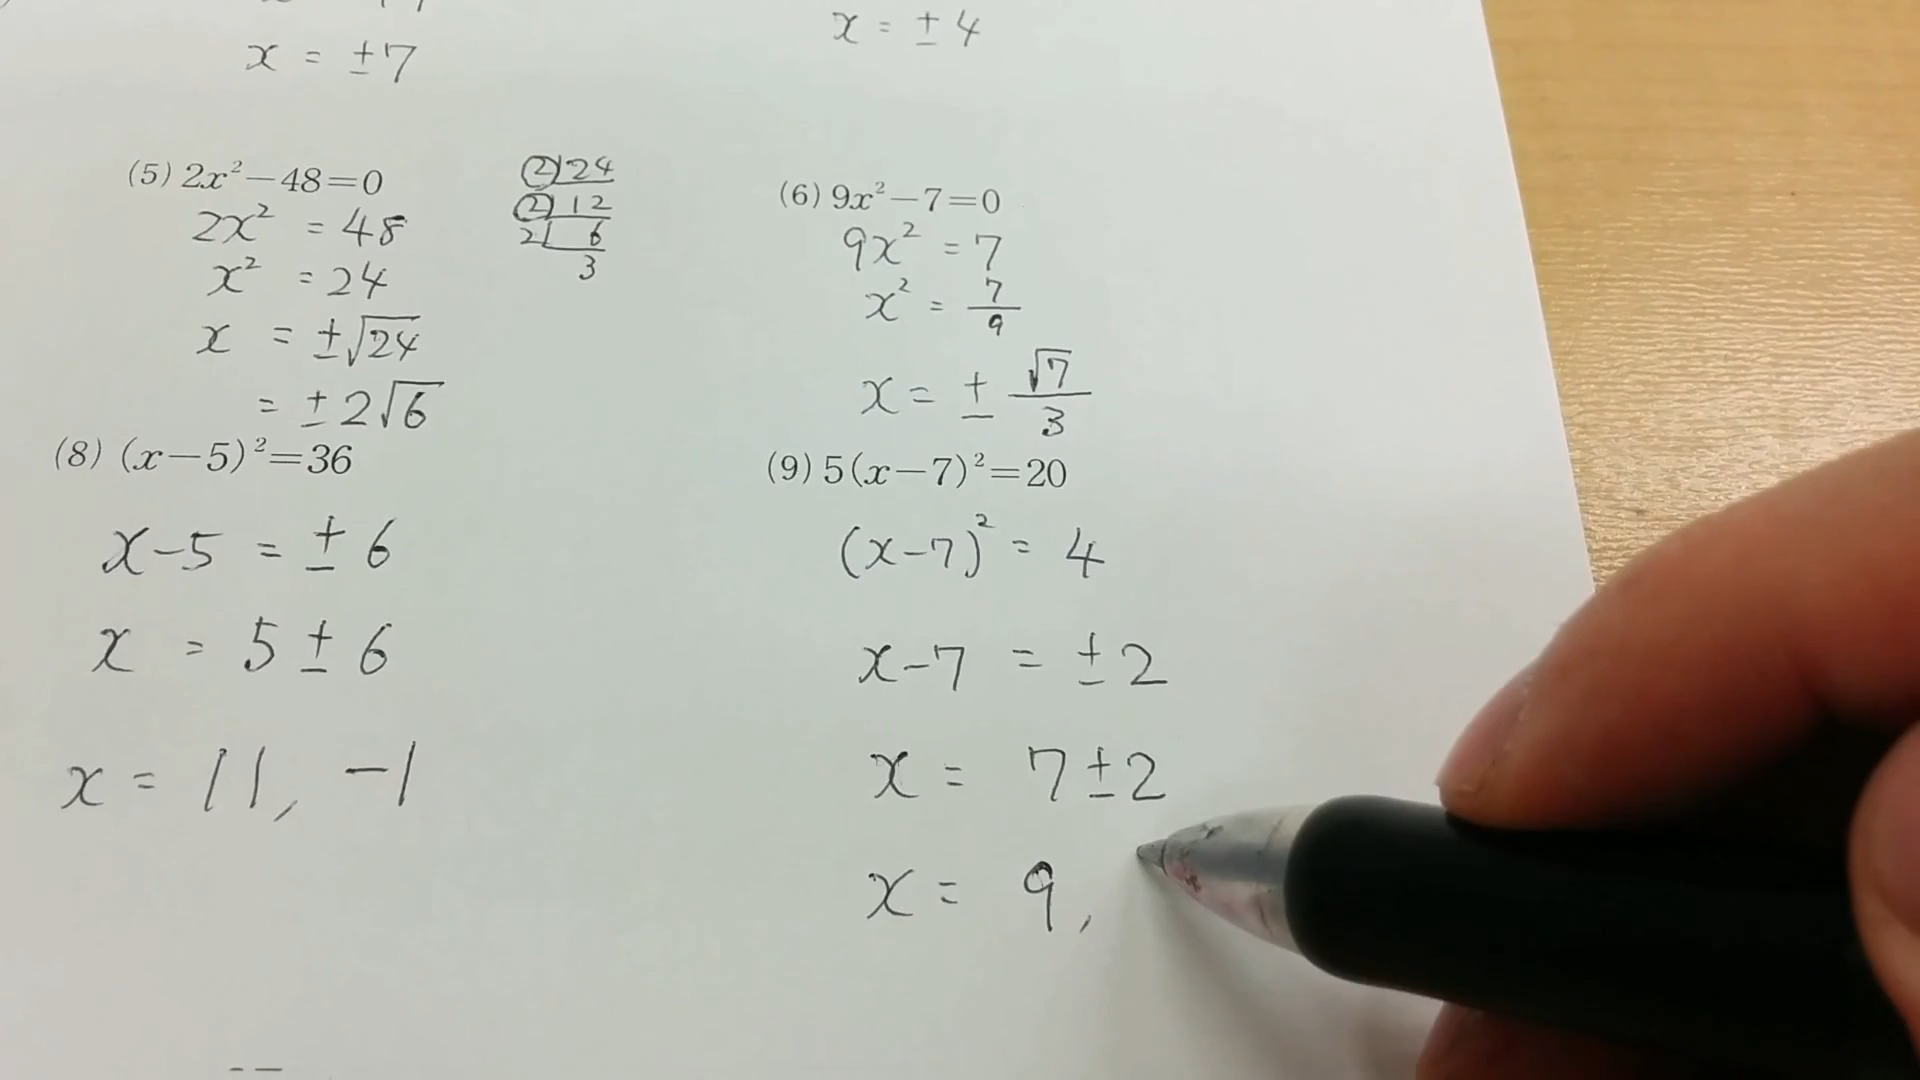 x = ±7
x = ±4
(5) 2x²−48=0
2x² = 48
x² = 24
x = ±√24
= ±2√6
2)24
2)12
2)6
3
(6) 9x²−7=0
9x² = 7
x² = 7/9
x = ± √7/3
(8) (x−5)²=36
x−5 = ±6
x = 5±6
x = 11, −1
(9) 5(x−7)²=20
(x−7)² = 4
x−7 = ±2
x = 7±2
x = 9,